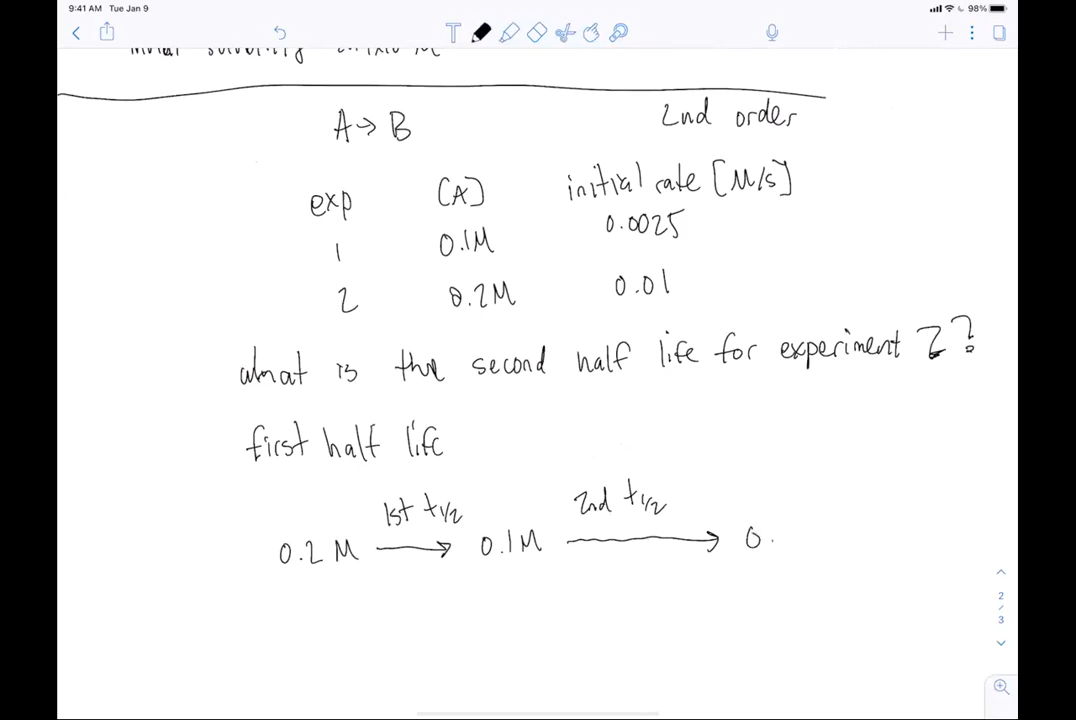 9:41 AM Tue Jan 9
98%
A → B 2nd order
exp [A] initial rate [M/s]
1 0.1M 0.0025
2 0.2M 0.01
what is the second half life for experiment 2?
first half life
1st t1/2 2nd t1/2
0.2 M → 0.1M → 0.
2
/
3